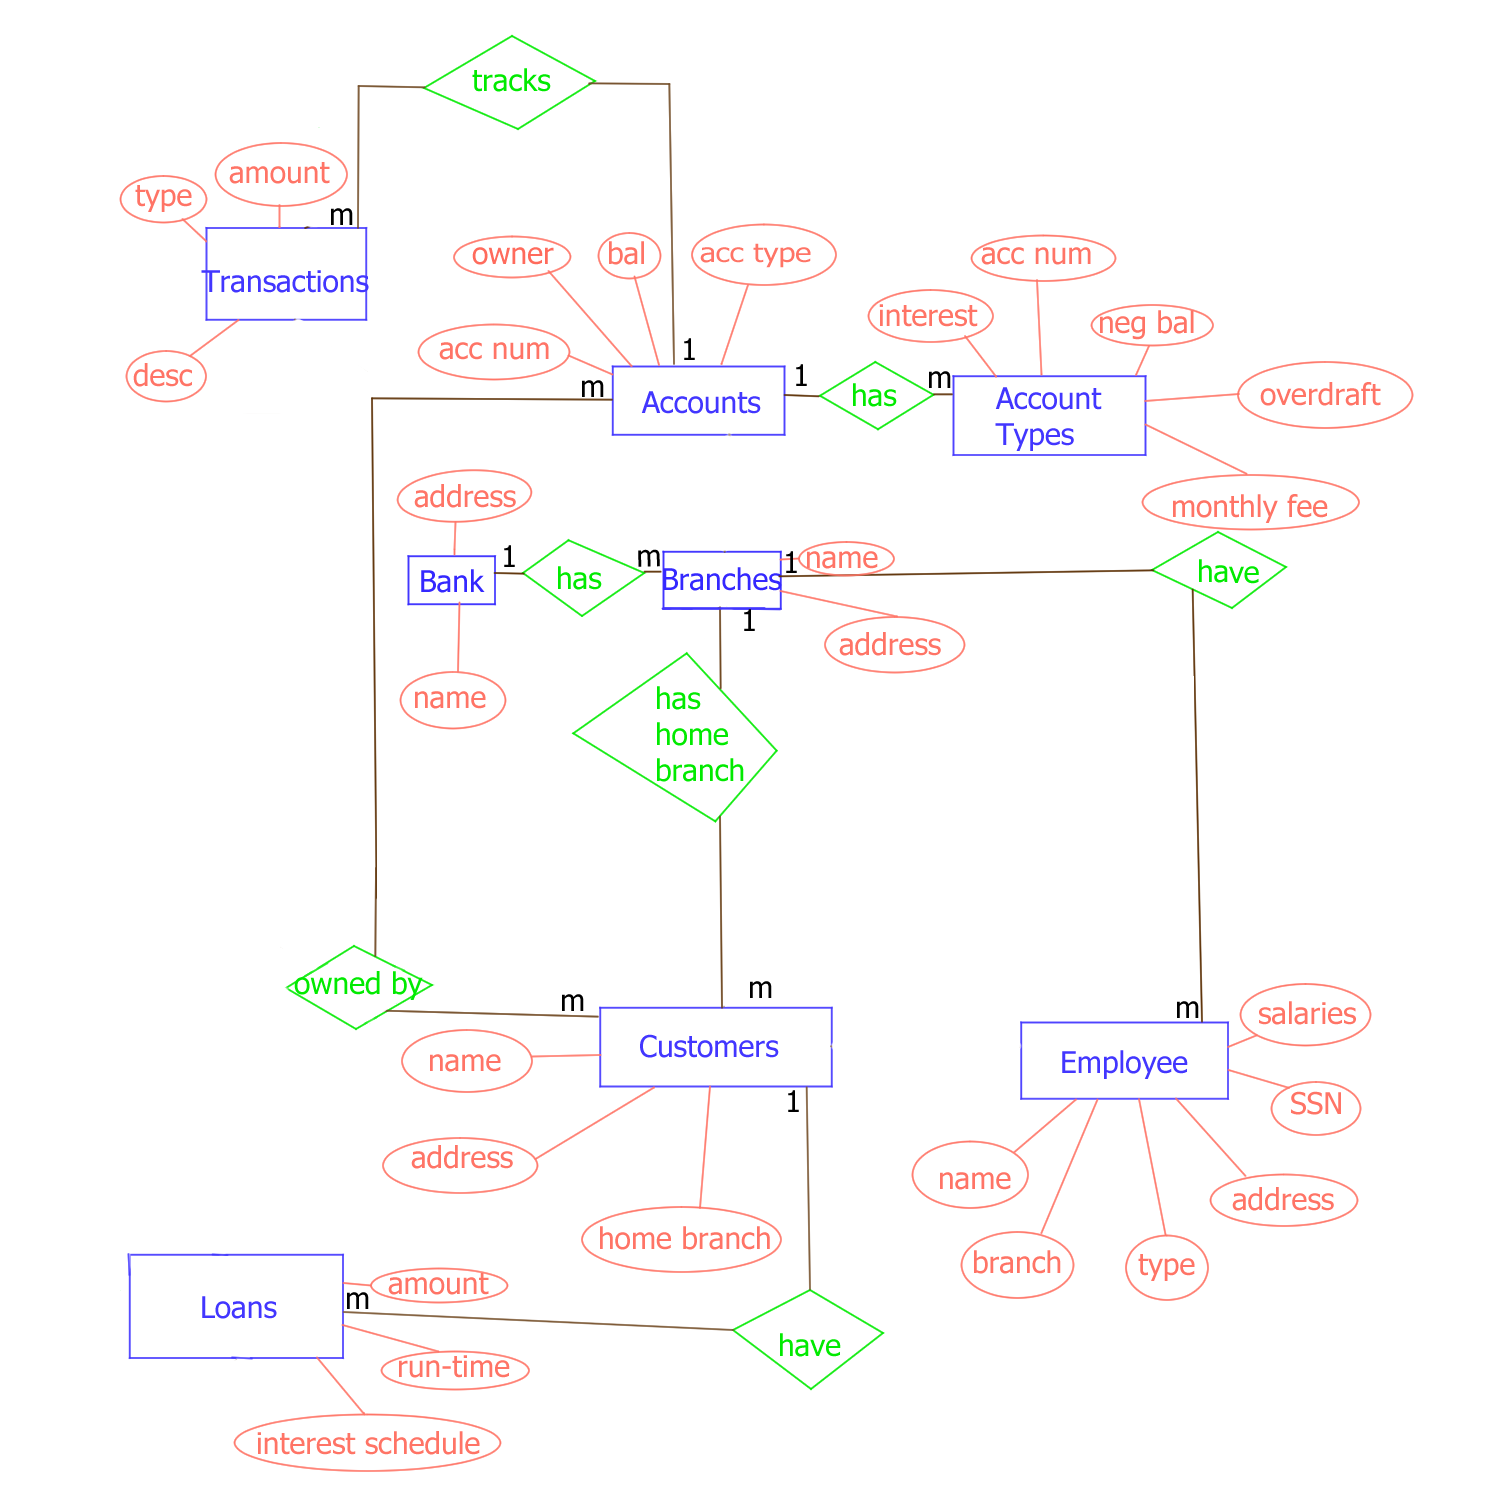 tracks
amount
type
m
Transactions
desc
owner
bal
acc type
acc num
1
m
Accounts
1
has
m
acc num
interest
neg bal
Account
Types
overdraft
monthly fee
address
Bank
1
has
m
Branches
1
name
have
1
address
name
has
home
branch
owned by
m
m
Customers
name
1
address
home branch
m
salaries
Employee
SSN
name
address
branch
type
Loans
amount
m
run-time
have
interest schedule